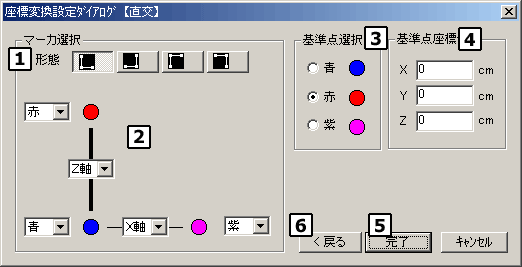 座標変換設定ダイアログ【直交】
マーカ選択
1 形態
赤
2
Z軸
青 X軸 紫
基準点選択 3
青
赤
紫
基準点座標 4
X 0 cm
Y 0 cm
Z 0 cm
6 5
< 戻る 完了 キャンセル